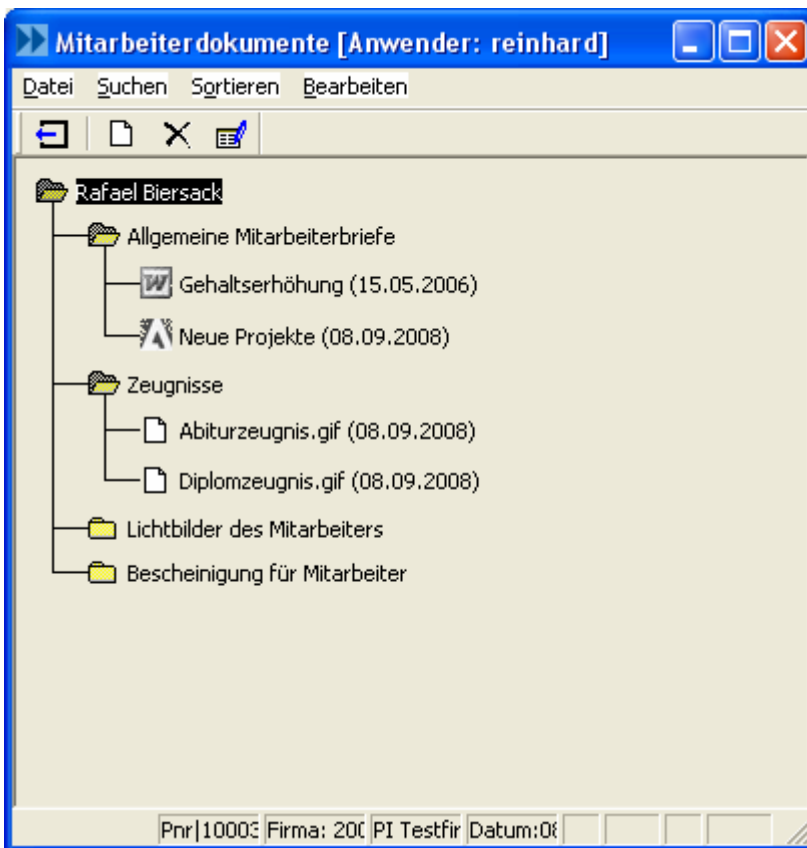 Mitarbeiterdokumente [Anwender: reinhard]
Datei Suchen Sortieren Bearbeiten
Rafael Biersack
Allgemeine Mitarbeiterbriefe
Gehaltserhöhung (15.05.2006)
Neue Projekte (08.09.2008)
Zeugnisse
Abiturzeugnis.gif (08.09.2008)
Diplomzeugnis.gif (08.09.2008)
Lichtbilder des Mitarbeiters
Bescheinigung für Mitarbeiter
Pnr|10003 Firma: 200 PI Testfir Datum:08